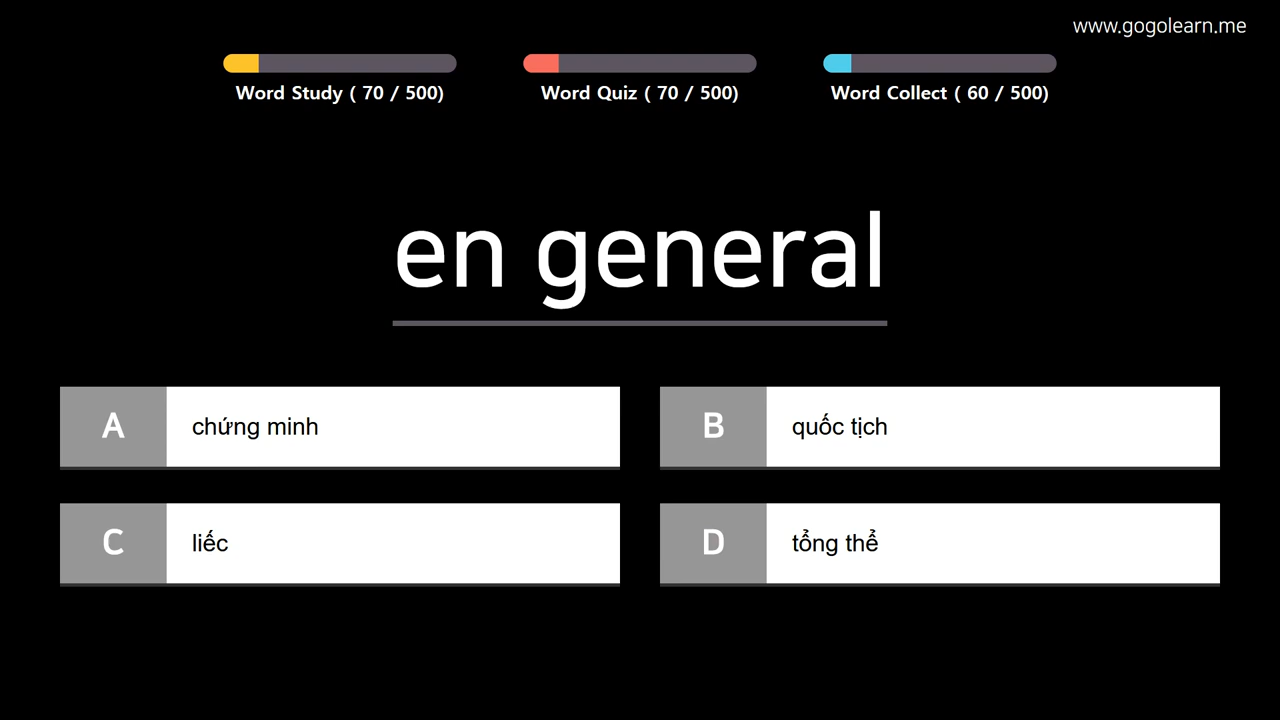 www.gogolearn.me
Word Study ( 70 / 500)
Word Quiz ( 70 / 500)
Word Collect ( 60 / 500)
en general
A chứng minh
B quốc tịch
C liếc
D tổng thể